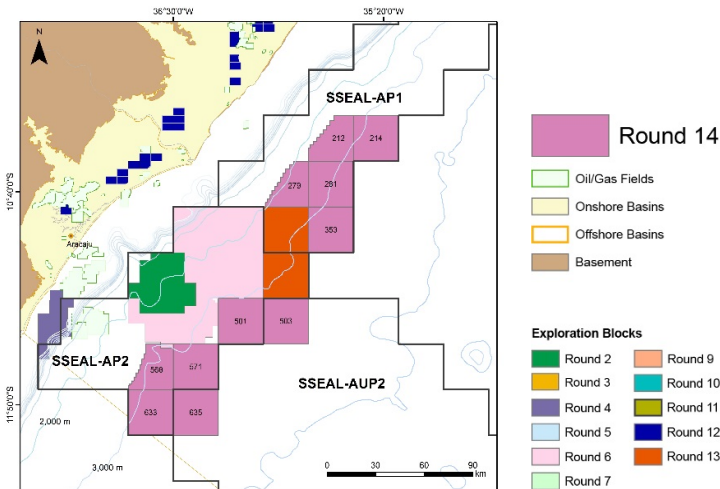 36°30'0"W
35°20'0"W
N
SSEAL-AP1
212
214
Round 14
279
281
10°40'0"S
353
Oil/Gas Fields
Onshore Basins
Offshore Basins
Basement
Aracaju
501
503
SSEAL-AP2
571
SSEAL-AUP2
633
635
11°50'0"S
2,000 m
3,000 m
0 30 60 90
km
Exploration Blocks
Round 2
Round 3
Round 4
Round 5
Round 6
Round 7
Round 9
Round 10
Round 11
Round 12
Round 13